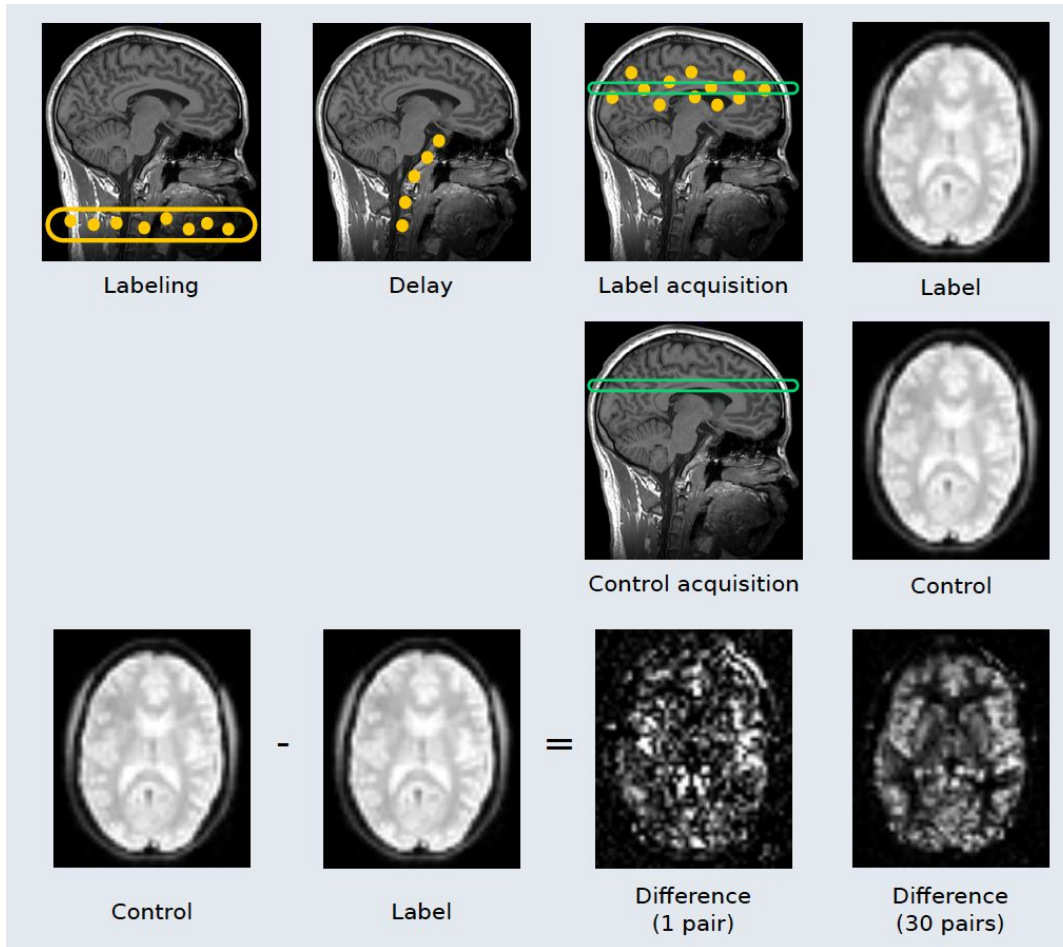 Labeling
Delay
Label acquisition
Label
Control acquisition
Control
Control
-
Label
=
Difference
(1 pair)
Difference
(30 pairs)